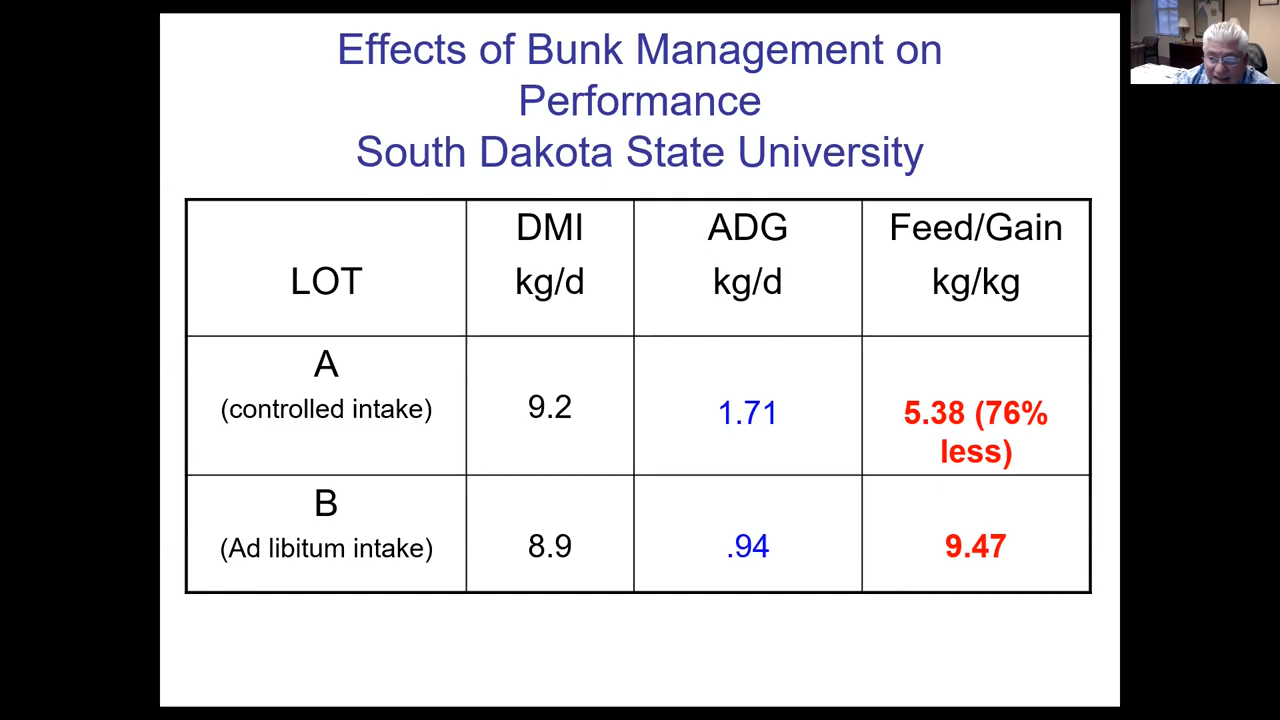 Effects of Bunk Management on
Performance
South Dakota State University
LOT
DMI
kg/d
ADG
kg/d
Feed/Gain
kg/kg
A
(controlled intake)
9.2
1.71
5.38 (76%
less)
B
(Ad libitum intake)
8.9
.94
9.47